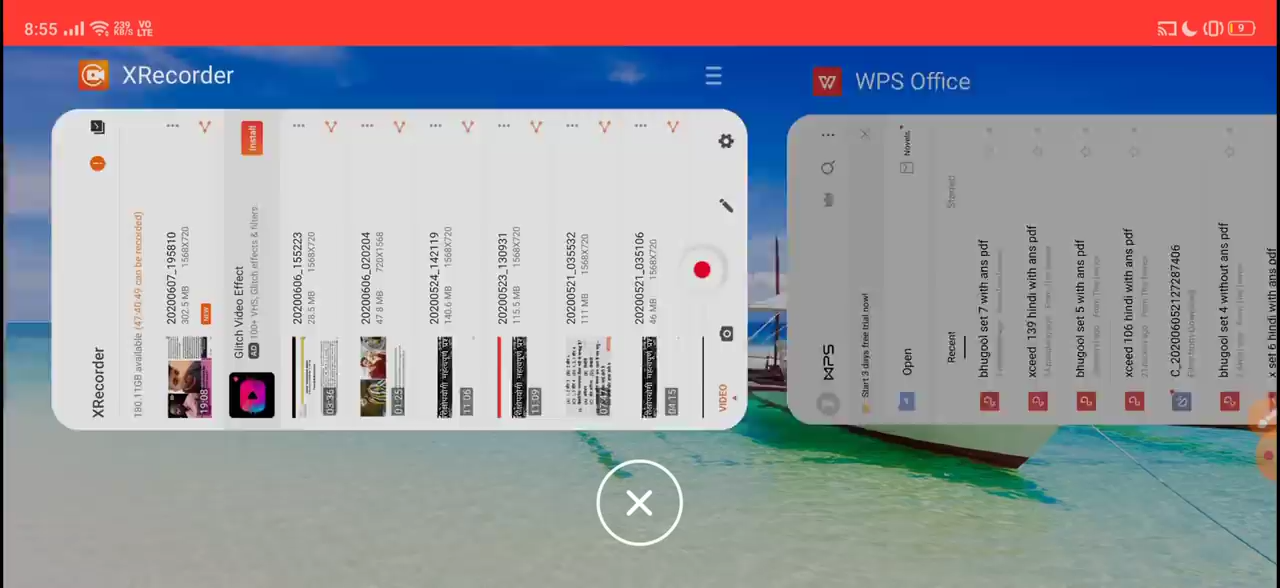 8:55
239 KB/S
VO LTE
9
XRecorder
WPS Office
XRecorder
180.11GB available (47:40:49 can be recorded)
20200607_195810
302.5 MB 1568X720
NEW
19:08
Glitch Video Effect
AD 100+ VHS, Glitch effects & filters
Install
20200606_155223
28.5 MB 1568X720
03:36
20200606_020204
47.8 MB 720X1568
01:25
20200524_142119
140.6 MB 1568X720
11:06
20200523_130931
115.5 MB 1568X720
11:09
20200521_035532
111 MB 1568X720
07:47
20200521_035106
46 MB 1568X720
04:15
VIDEO
WPS
Start 3 days free trial now!
Open
Novels
Recent
Starred
bhugool set 7 with ans pdf
xceed 139 hindi with ans pdf
bhugool set 5 with ans pdf
xceed 106 hindi with ans pdf
C_202006052127287406
bhugool set 4 without ans pdf
x set 6 hindi with ans pdf